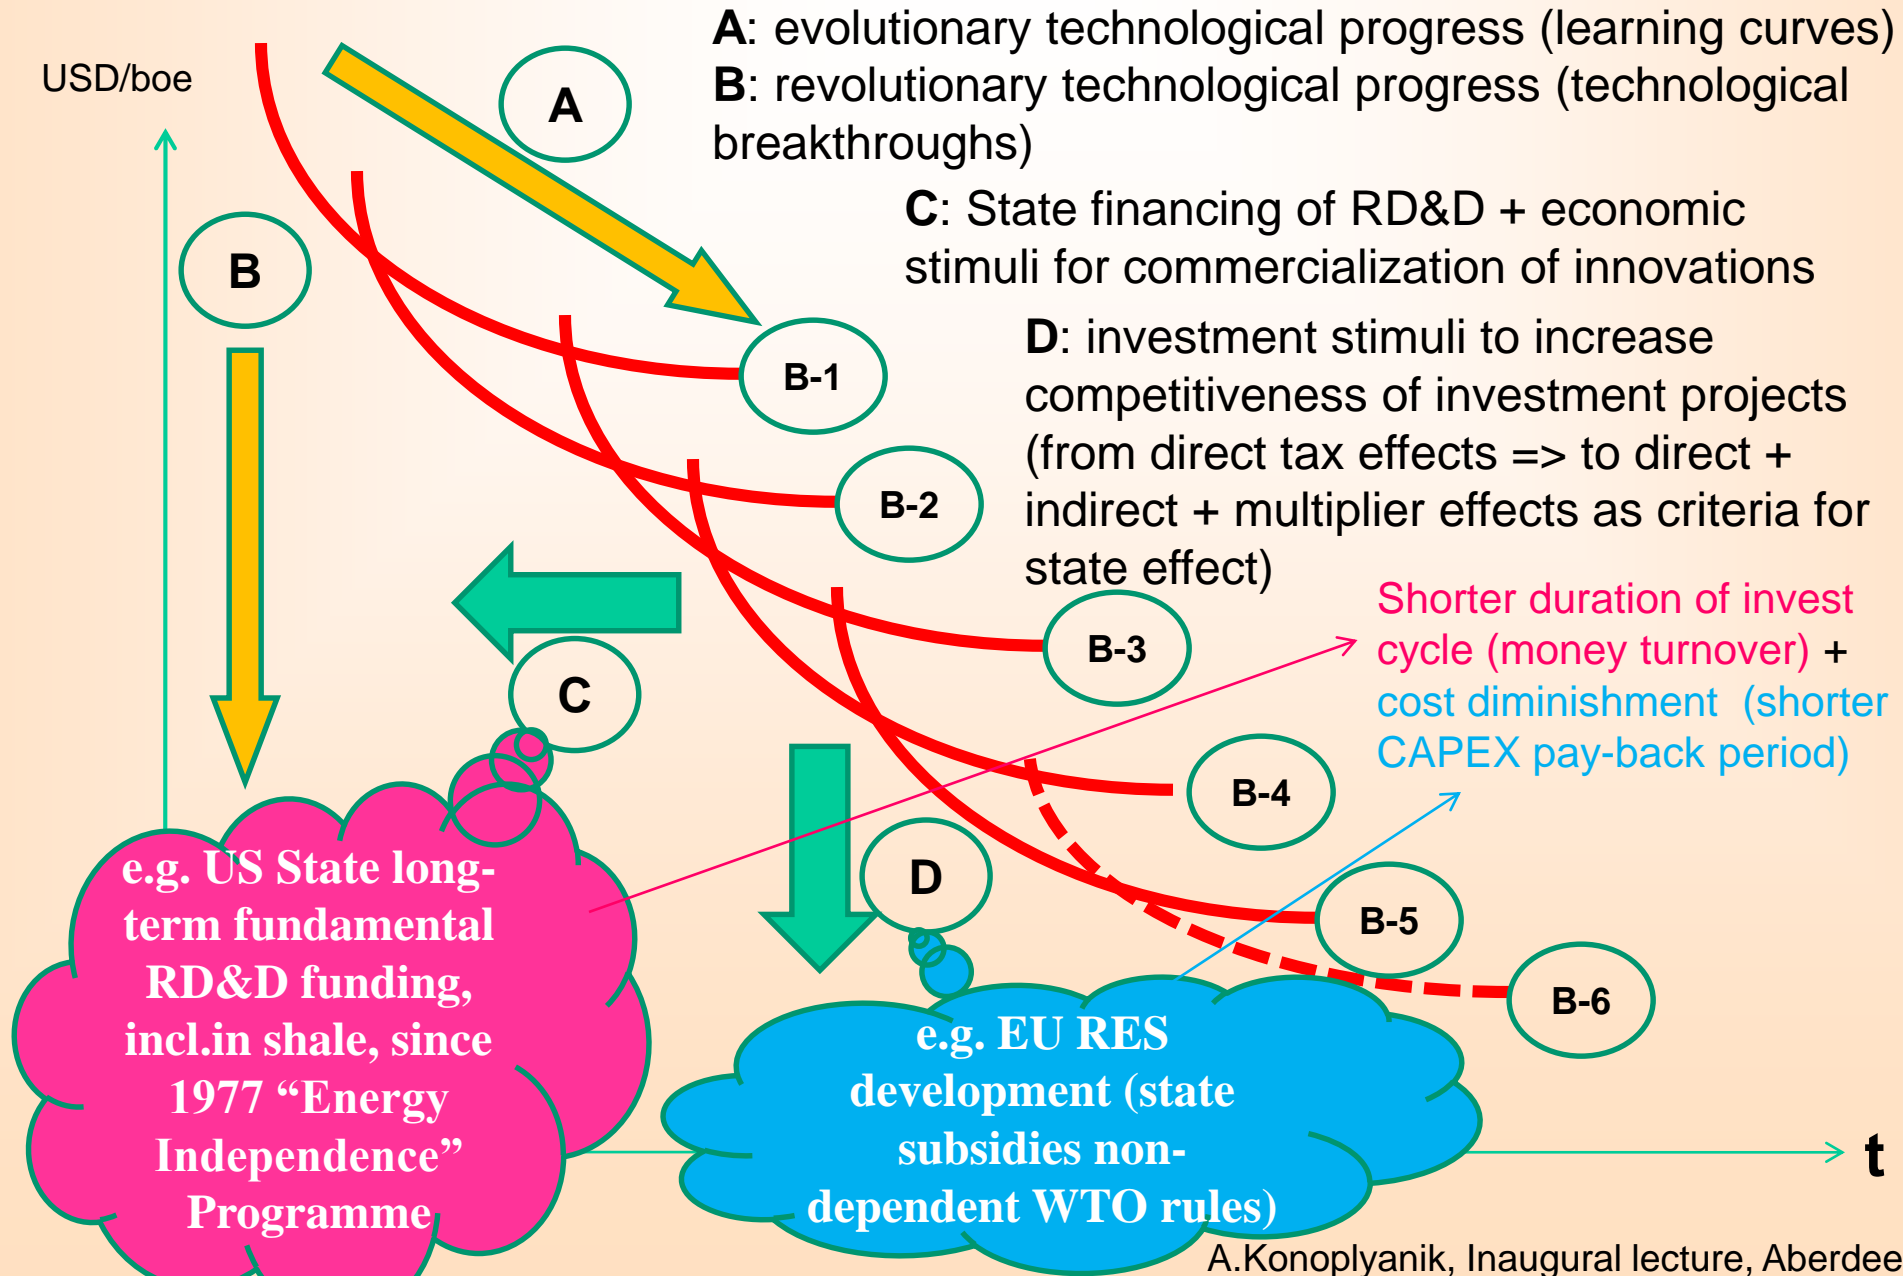 A: evolutionary technological progress (learning curves)
B: revolutionary technological progress (technological
breakthroughs)
C: State financing of RD&D + economic
stimuli for commercialization of innovations
D: investment stimuli to increase
competitiveness of investment projects
(from direct tax effects => to direct +
indirect + multiplier effects as criteria for
state effect)
USD/boe
A
B
B-1
B-2
B-3
B-4
B-5
B-6
C
D
Shorter duration of invest
cycle (money turnover) +
cost diminishment (shorter
CAPEX pay-back period)
e.g. US State long-
term fundamental
RD&D funding,
incl.in shale, since
1977 “Energy
Independence”
Programme
e.g. EU RES
development (state
subsidies non-
dependent WTO rules)
t
A.Konoplyanik, Inaugural lecture, Aberdee